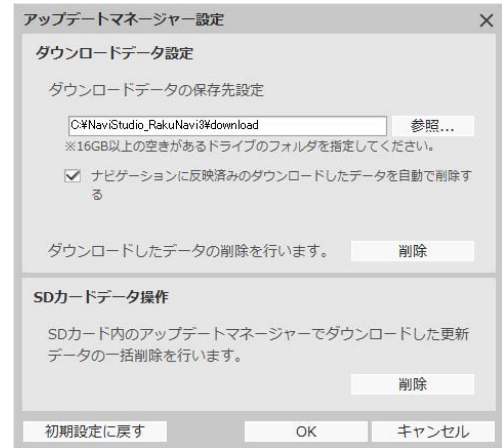 アップデートマネージャー設定
ダウンロードデータ設定
ダウンロードデータの保存先設定
C:¥NaviStudio_RakuNavi3¥download 参照...
※16GB以上の空きがあるドライブのフォルダを指定してください。
ナビゲーションに反映済みのダウンロードしたデータを自動で削除す
る
ダウンロードしたデータの削除を行います。 削除
SDカードデータ操作
SDカード内のアップデートマネージャーでダウンロードした更新
データの一括削除を行います。
削除
初期設定に戻す OK キャンセル